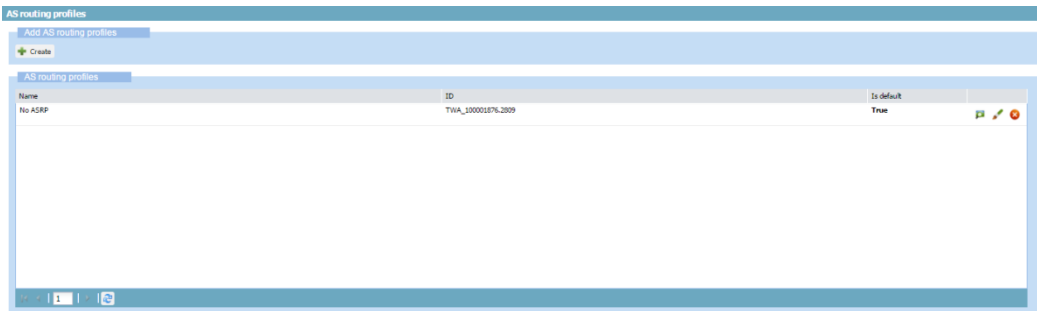 AS routing profiles
Add AS routing profiles
Create
AS routing profiles
Name ID Is default
No ASRP TWA_100001876.2809 True
1